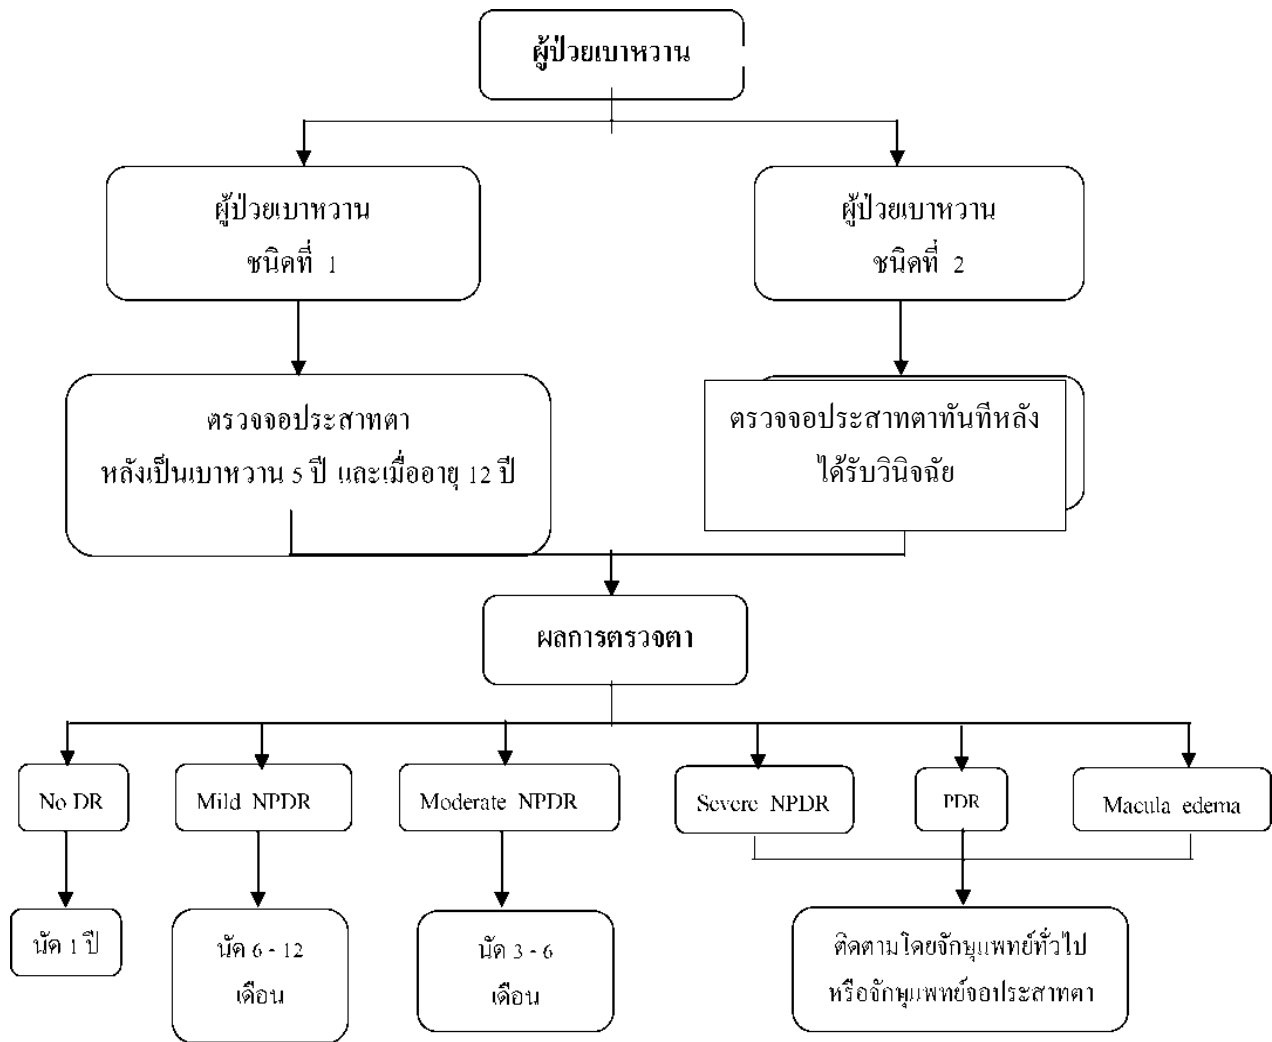 ผู้ป่วยเบาหวาน
ผู้ป่วยเบาหวาน
ชนิดที่ 1
ผู้ป่วยเบาหวาน
ชนิดที่ 2
ตรวจจอประสาทตา
หลังเป็นเบาหวาน 5 ปี และเมื่ออายุ 12 ปี
ตรวจจอประสาทตาทันทีหลัง
ได้รับวินิจฉัย
ผลการตรวจตา
No DR
Mild NPDR
Moderate NPDR
Severe NPDR
PDR
Macula edema
นัด 1 ปี
นัด 6 - 12
เดือน
นัด 3 - 6
เดือน
ติดตามโดยจักษุแพทย์ทั่วไป
หรือจักษุแพทย์จอประสาทตา